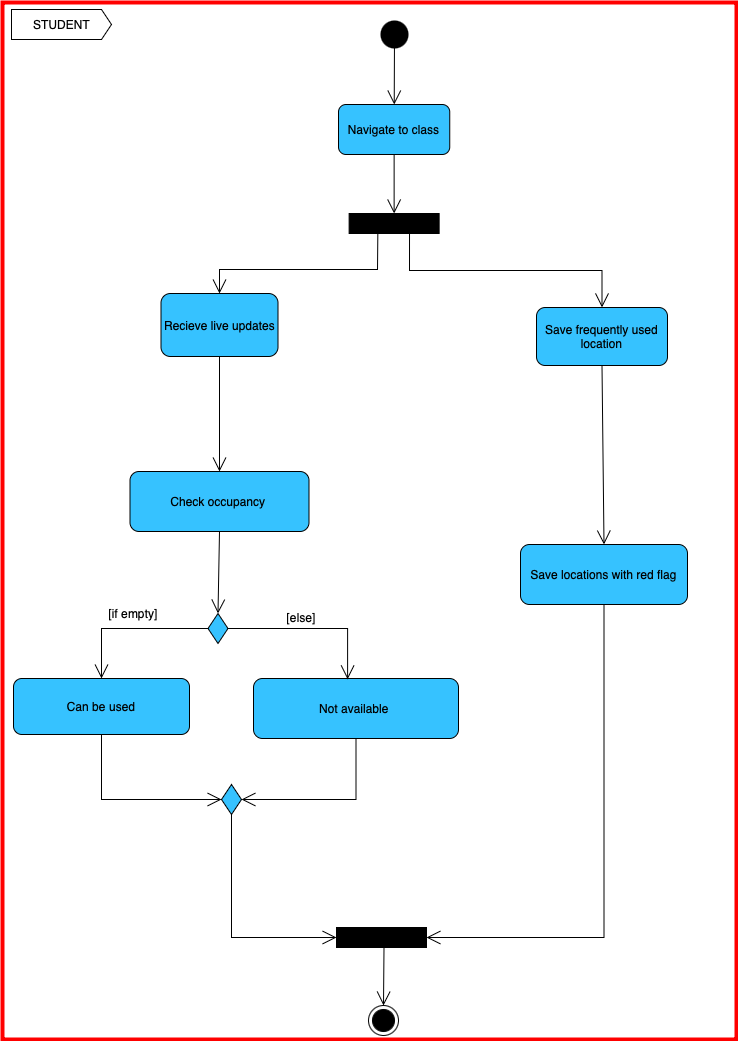 STUDENT
Navigate to class
Recieve live updates
Save frequently used
location
Check occupancy
Save locations with red flag
[if empty]
[else]
Can be used
Not available